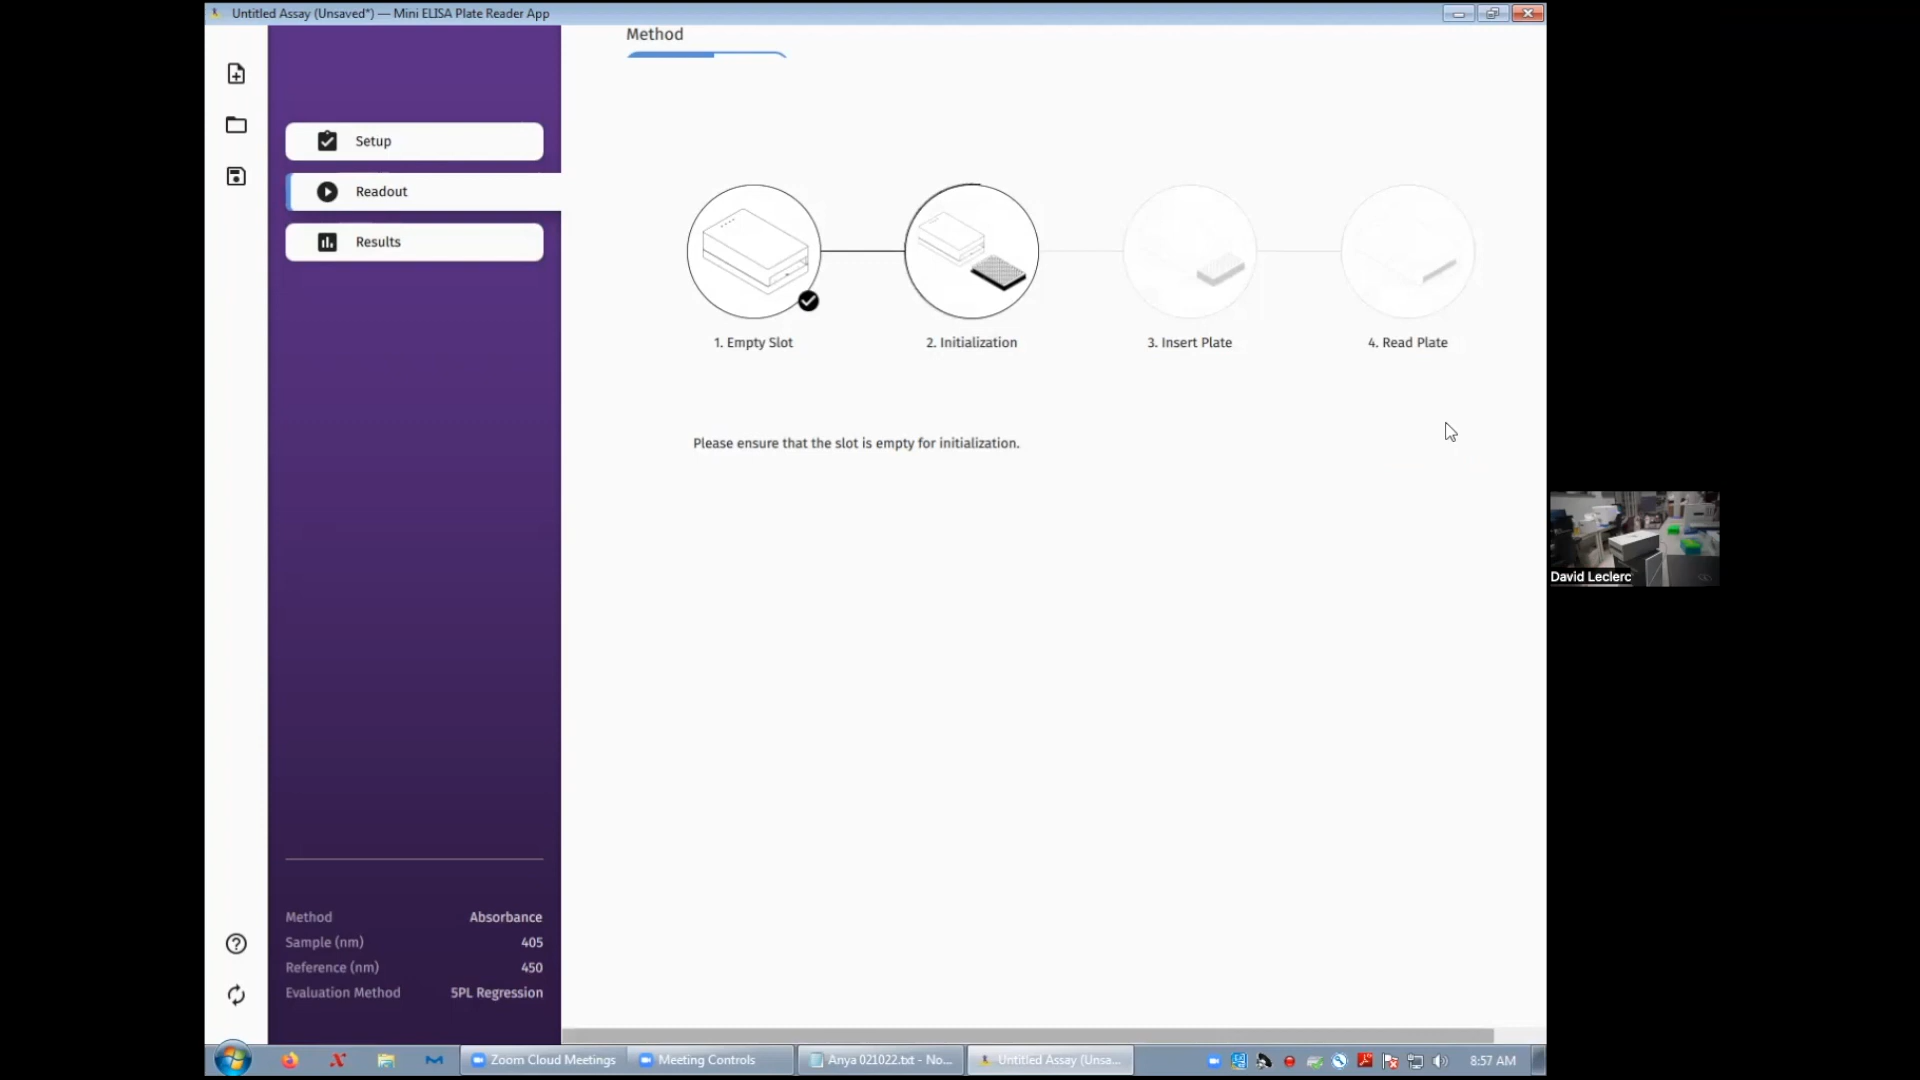 Untitled Assay (Unsaved*) — Mini ELISA Plate Reader App
Method
Setup
Readout
Results
1. Empty Slot
2. Initialization
3. Insert Plate
4. Read Plate
Please ensure that the slot is empty for initialization.
David Leclerc
Method Absorbance
Sample (nm) 405
Reference (nm) 450
Evaluation Method 5PL Regression
Zoom Cloud Meetings
Meeting Controls
Anya 021022.txt - No...
Untitled Assay (Unsa...
8:57 AM